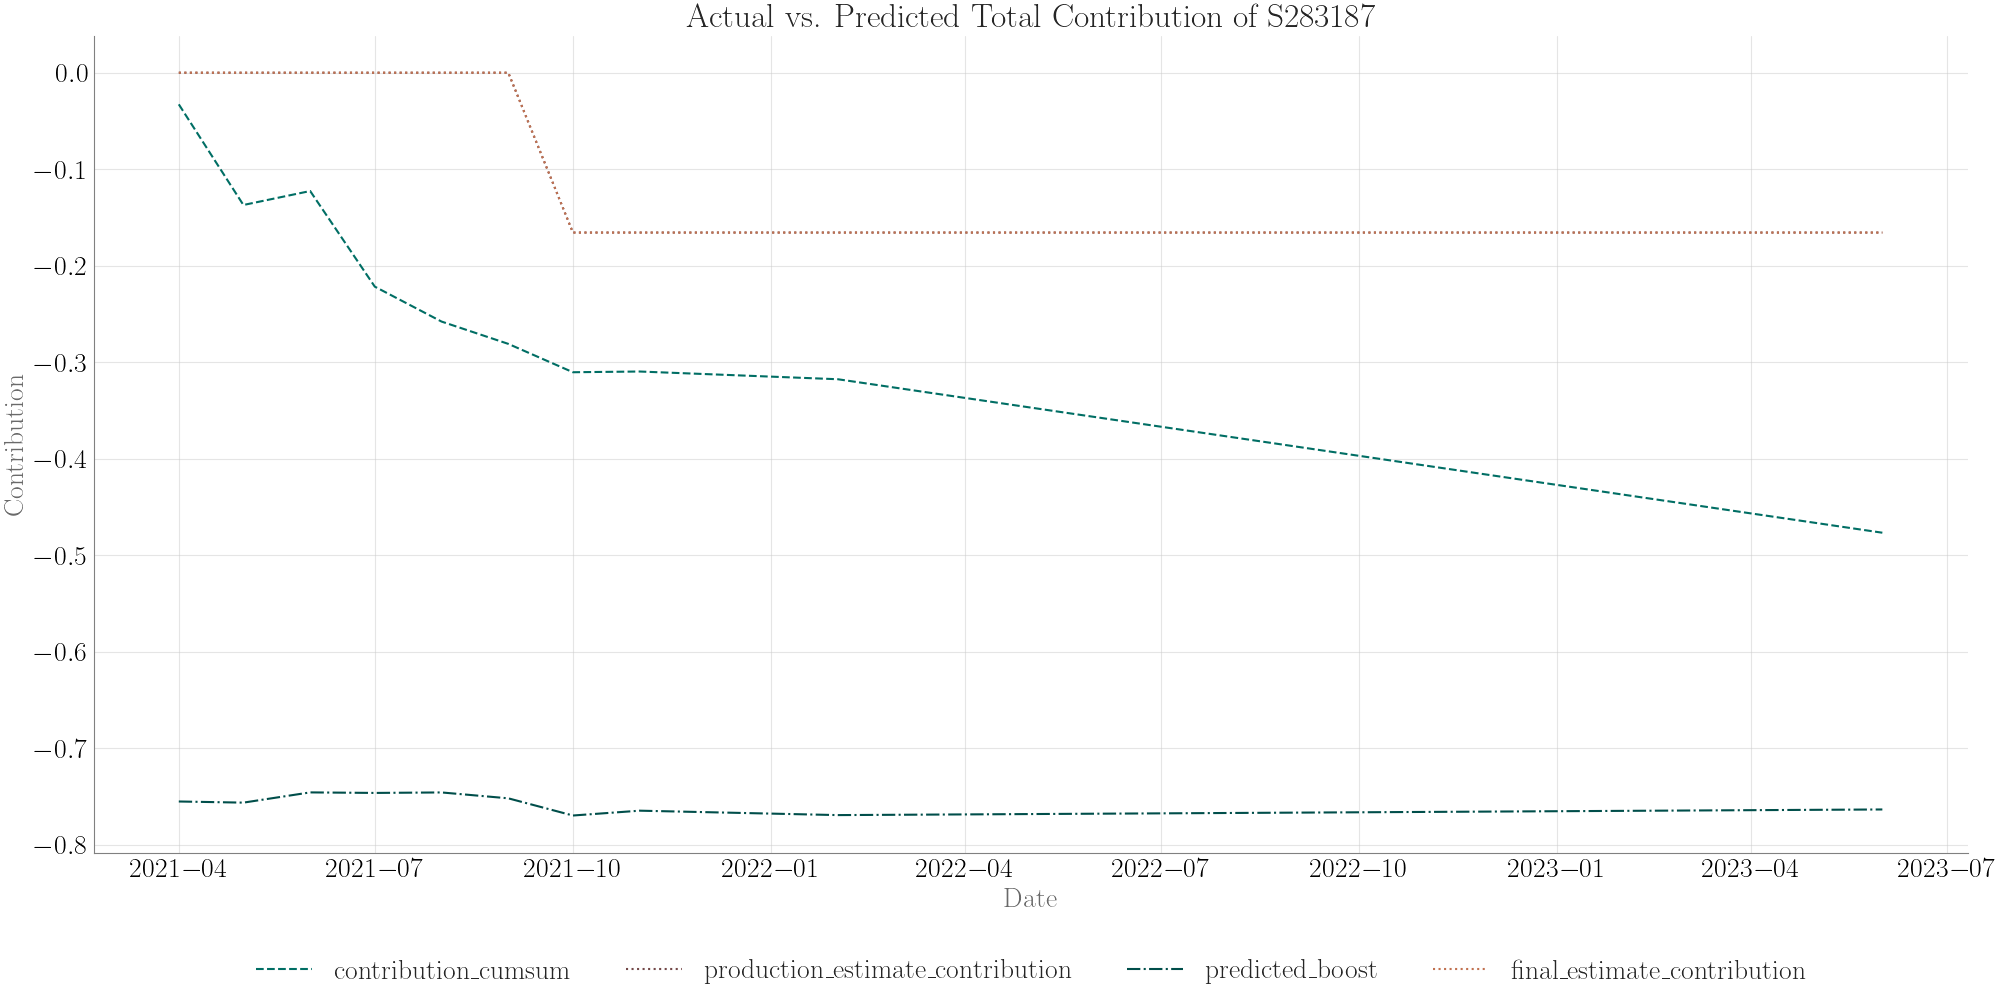 Actual vs. Predicted Total Contribution of S283187
Contribution
0.0
−0.1
−0.2
−0.3
−0.4
−0.5
−0.6
−0.7
−0.8
2021−04 2021−07 2021−10 2022−01 2022−04 2022−07 2022−10 2023−01 2023−04 2023−07
Date
contribution_cumsum production_estimate_contribution predicted_boost final_estimate_contribution